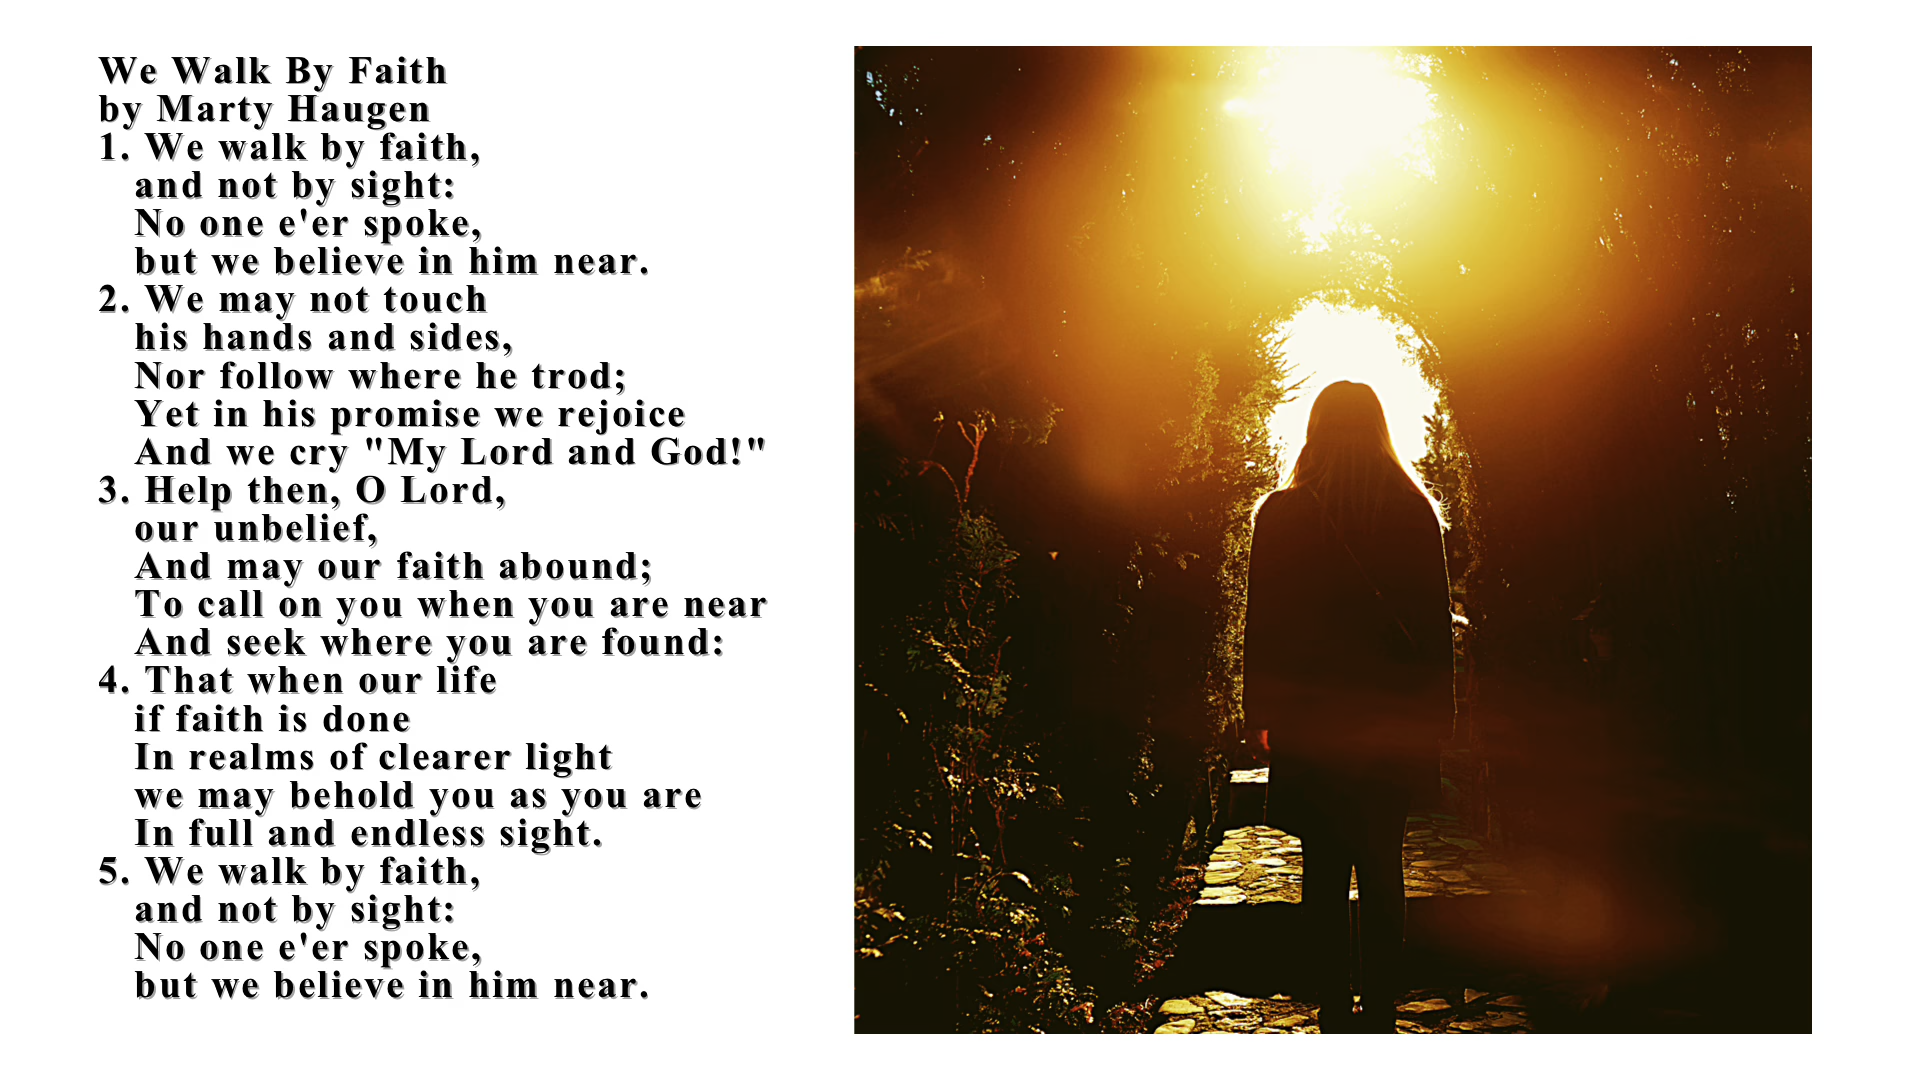 We Walk By Faith
by Marty Haugen
1. We walk by faith,
and not by sight:
No one e'er spoke,
but we believe in him near.
2. We may not touch
his hands and sides,
Nor follow where he trod;
Yet in his promise we rejoice
And we cry "My Lord and God!"
3. Help then, O Lord,
our unbelief,
And may our faith abound;
To call on you when you are near
And seek where you are found:
4. That when our life
if faith is done
In realms of clearer light
we may behold you as you are
In full and endless sight.
5. We walk by faith,
and not by sight:
No one e'er spoke,
but we believe in him near.